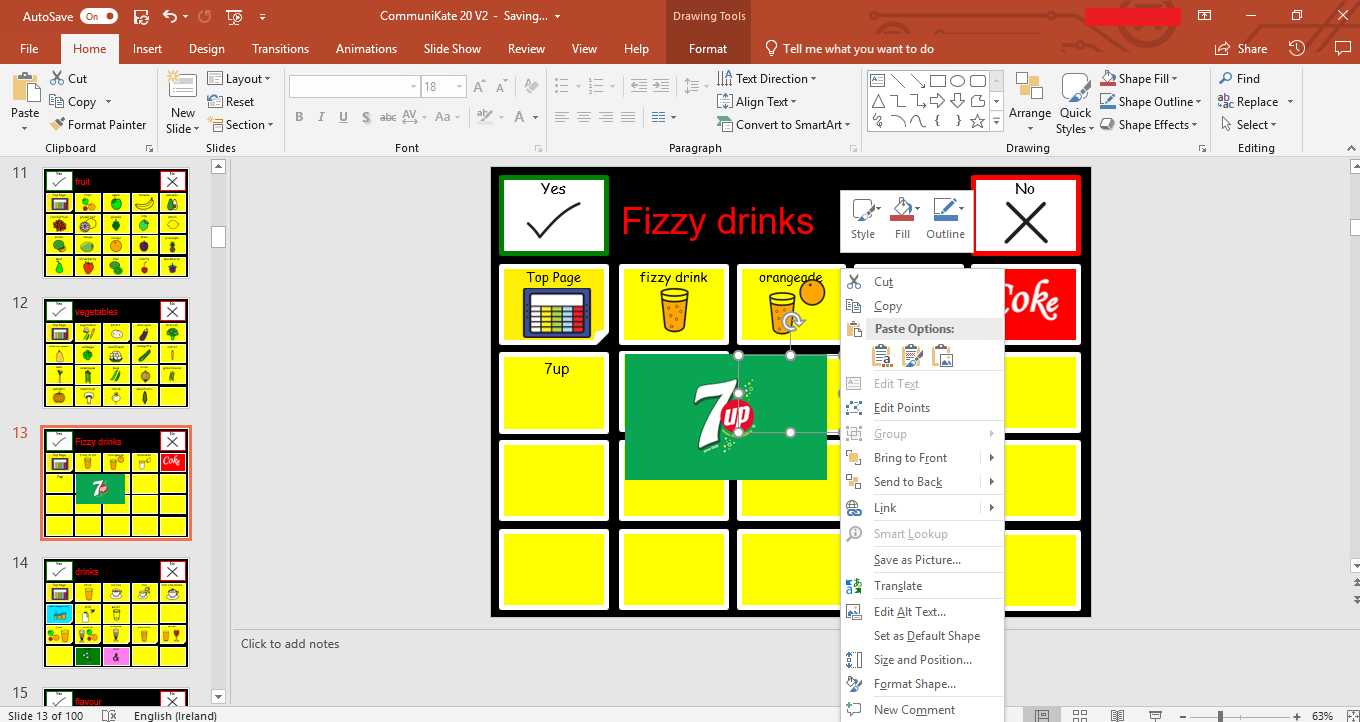 AutoSave On
CommuniKate 20 V2 - Saving...
Drawing Tools
File Home Insert Design Transitions Animations Slide Show Review View Help Format Tell me what you want to do Share
Paste
Cut
Copy
Format Painter
Clipboard
New
Slide
Layout
Reset
Section
Slides
18
B I U S abc AV Aa A
Font
Text Direction
Align Text
Convert to SmartArt
Paragraph
Arrange
Quick
Styles
Shape Fill
Shape Outline
Shape Effects
Drawing
Find
Replace
Select
Editing
11
fruit
12
vegetables
13
Fizzy drinks
Coke
7up
14
drinks
15
flavour
Yes
Fizzy drinks
No
Style Fill Outline
Top Page
fizzy drink
orangeade
Coke
7up
7up
Cut
Copy
Paste Options:
Edit Text
Edit Points
Group
Bring to Front
Send to Back
Link
Smart Lookup
Save as Picture...
Translate
Edit Alt Text...
Set as Default Shape
Size and Position...
Format Shape...
New Comment
Click to add notes
Slide 13 of 100
English (Ireland)
63%